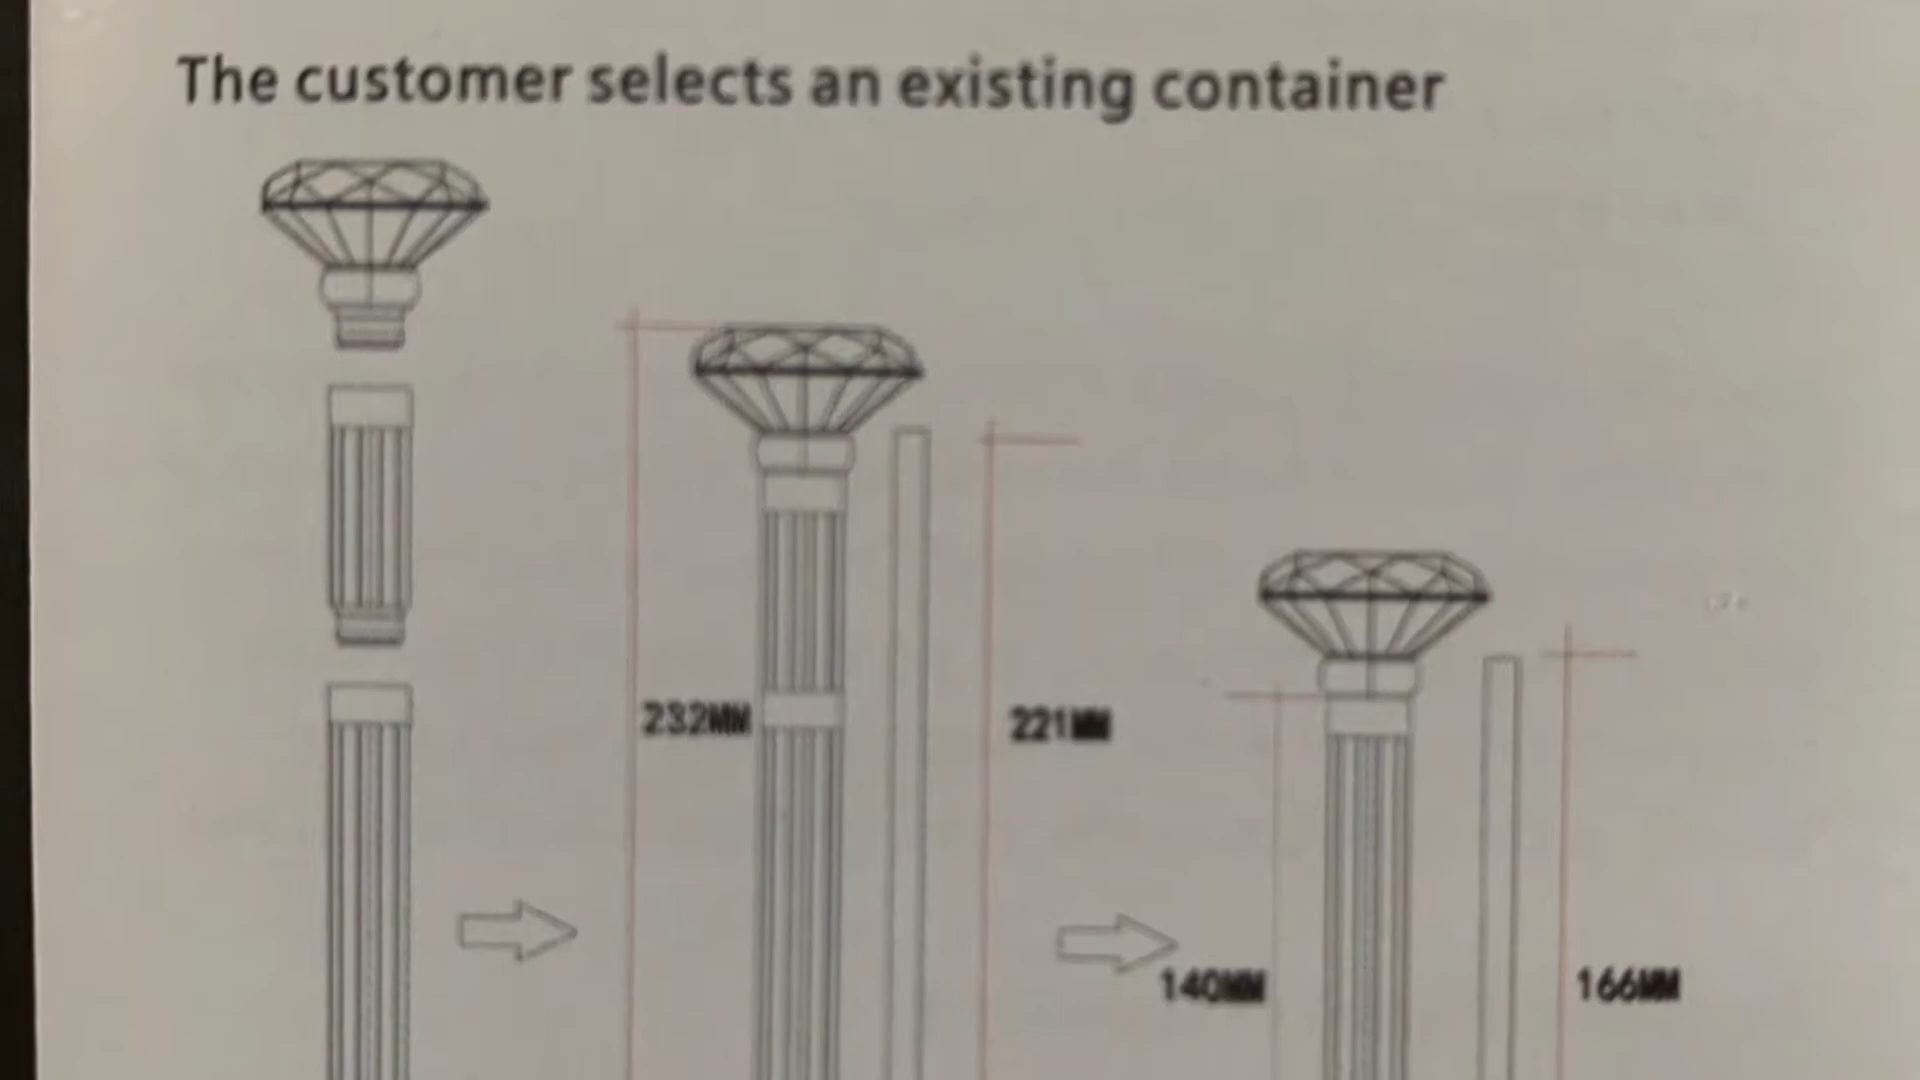 The customer selects an existing container
232MM
221MM
140MM
166MM